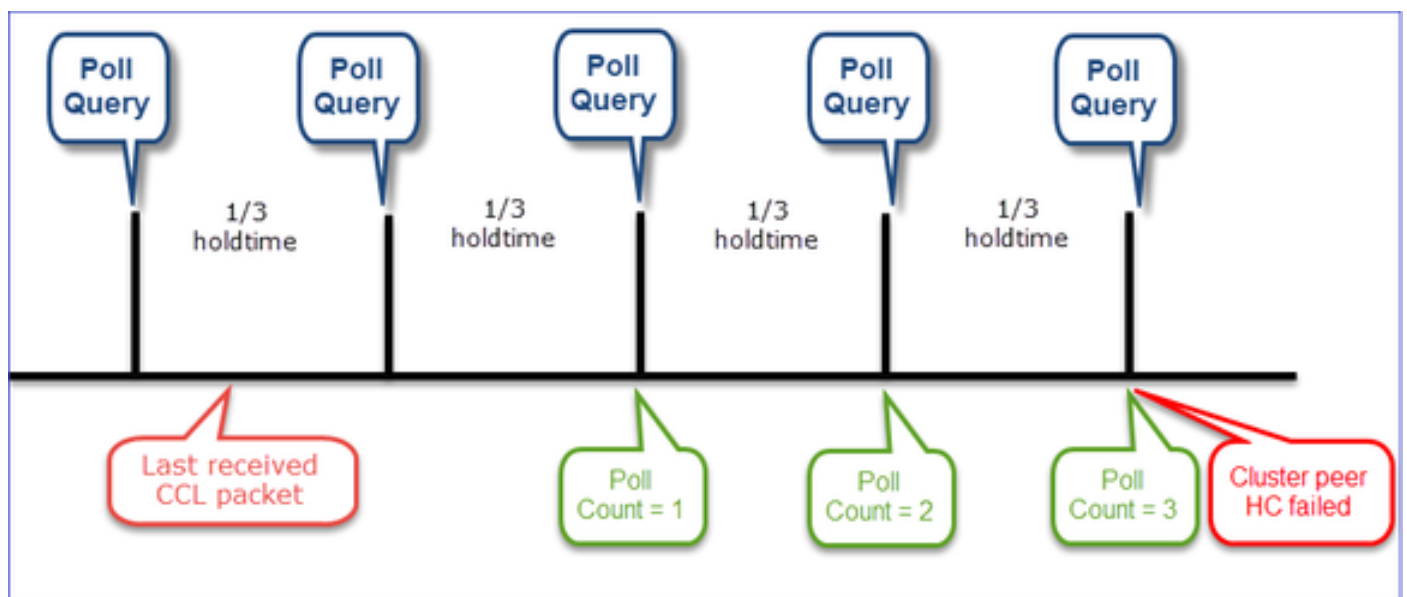 Poll
Query
Poll
Query
Poll
Query
Poll
Query
Poll
Query
1/3
holdtime
1/3
holdtime
1/3
holdtime
1/3
holdtime
Last received
CCL packet
Poll
Count = 1
Poll
Count = 2
Poll
Count = 3
Cluster peer
HC failed